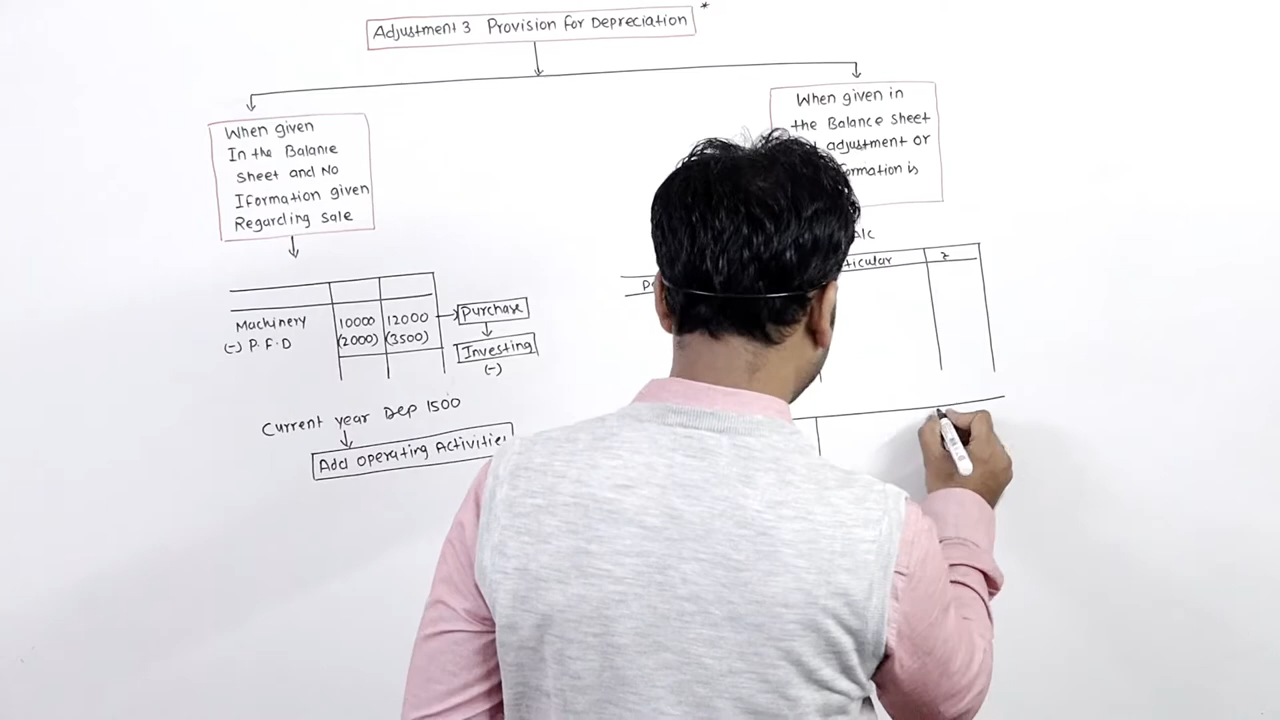 Adjustment 3 Provision for Depreciation *
When given
In the Balance
Sheet and No
Iformation given
Regarding sale
When given in
the Balance sheet
adjustment or
formation is
Machinery 10000 12000
(-) P.F.D (2000) (3500)
Purchase
Investing
(-)
Current year Dep 1500
Add Operating Activities
A/c
ticular